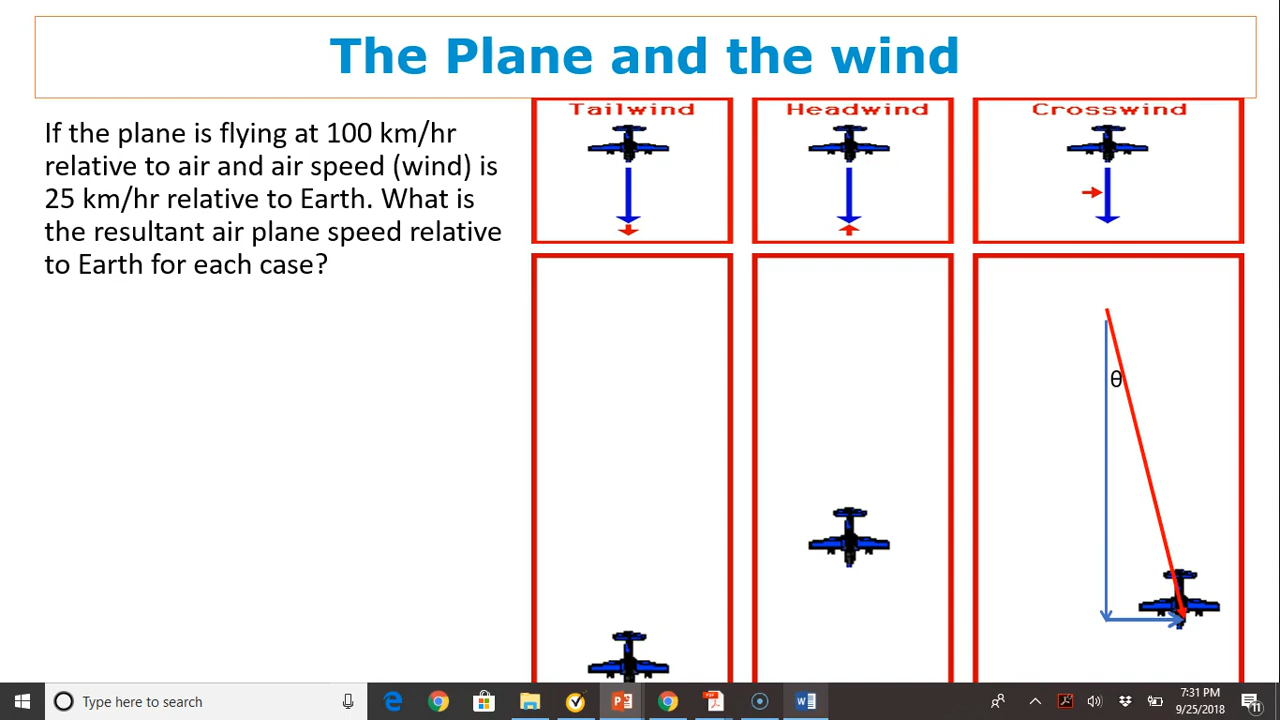 The Plane and the wind
If the plane is flying at 100 km/hr
relative to air and air speed (wind) is
25 km/hr relative to Earth. What is
the resultant air plane speed relative
to Earth for each case?
Tailwind
Headwind
Crosswind
θ
Type here to search
7:31 PM
9/25/2018
11